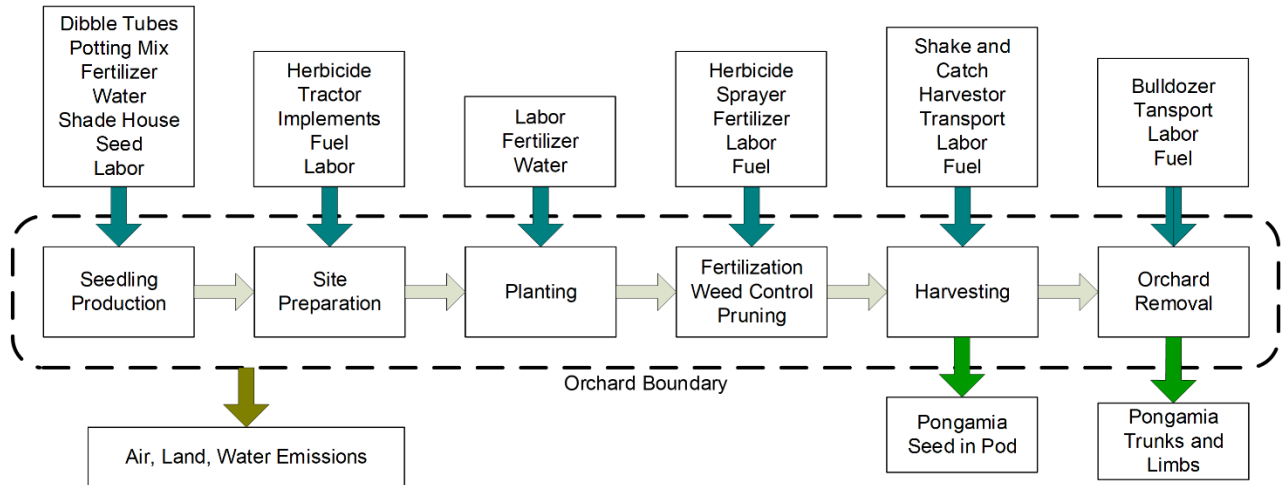 Dibble Tubes
Potting Mix
Fertilizer
Water
Shade House
Seed
Labor
Herbicide
Tractor
Implements
Fuel
Labor
Labor
Fertilizer
Water
Herbicide
Sprayer
Fertilizer
Labor
Fuel
Shake and
Catch
Harvestor
Transport
Labor
Fuel
Bulldozer
Tansport
Labor
Fuel
Seedling
Production
Site
Preparation
Planting
Fertilization
Weed Control
Pruning
Harvesting
Orchard
Removal
Orchard Boundary
Air, Land, Water Emissions
Pongamia
Seed in Pod
Pongamia
Trunks and
Limbs